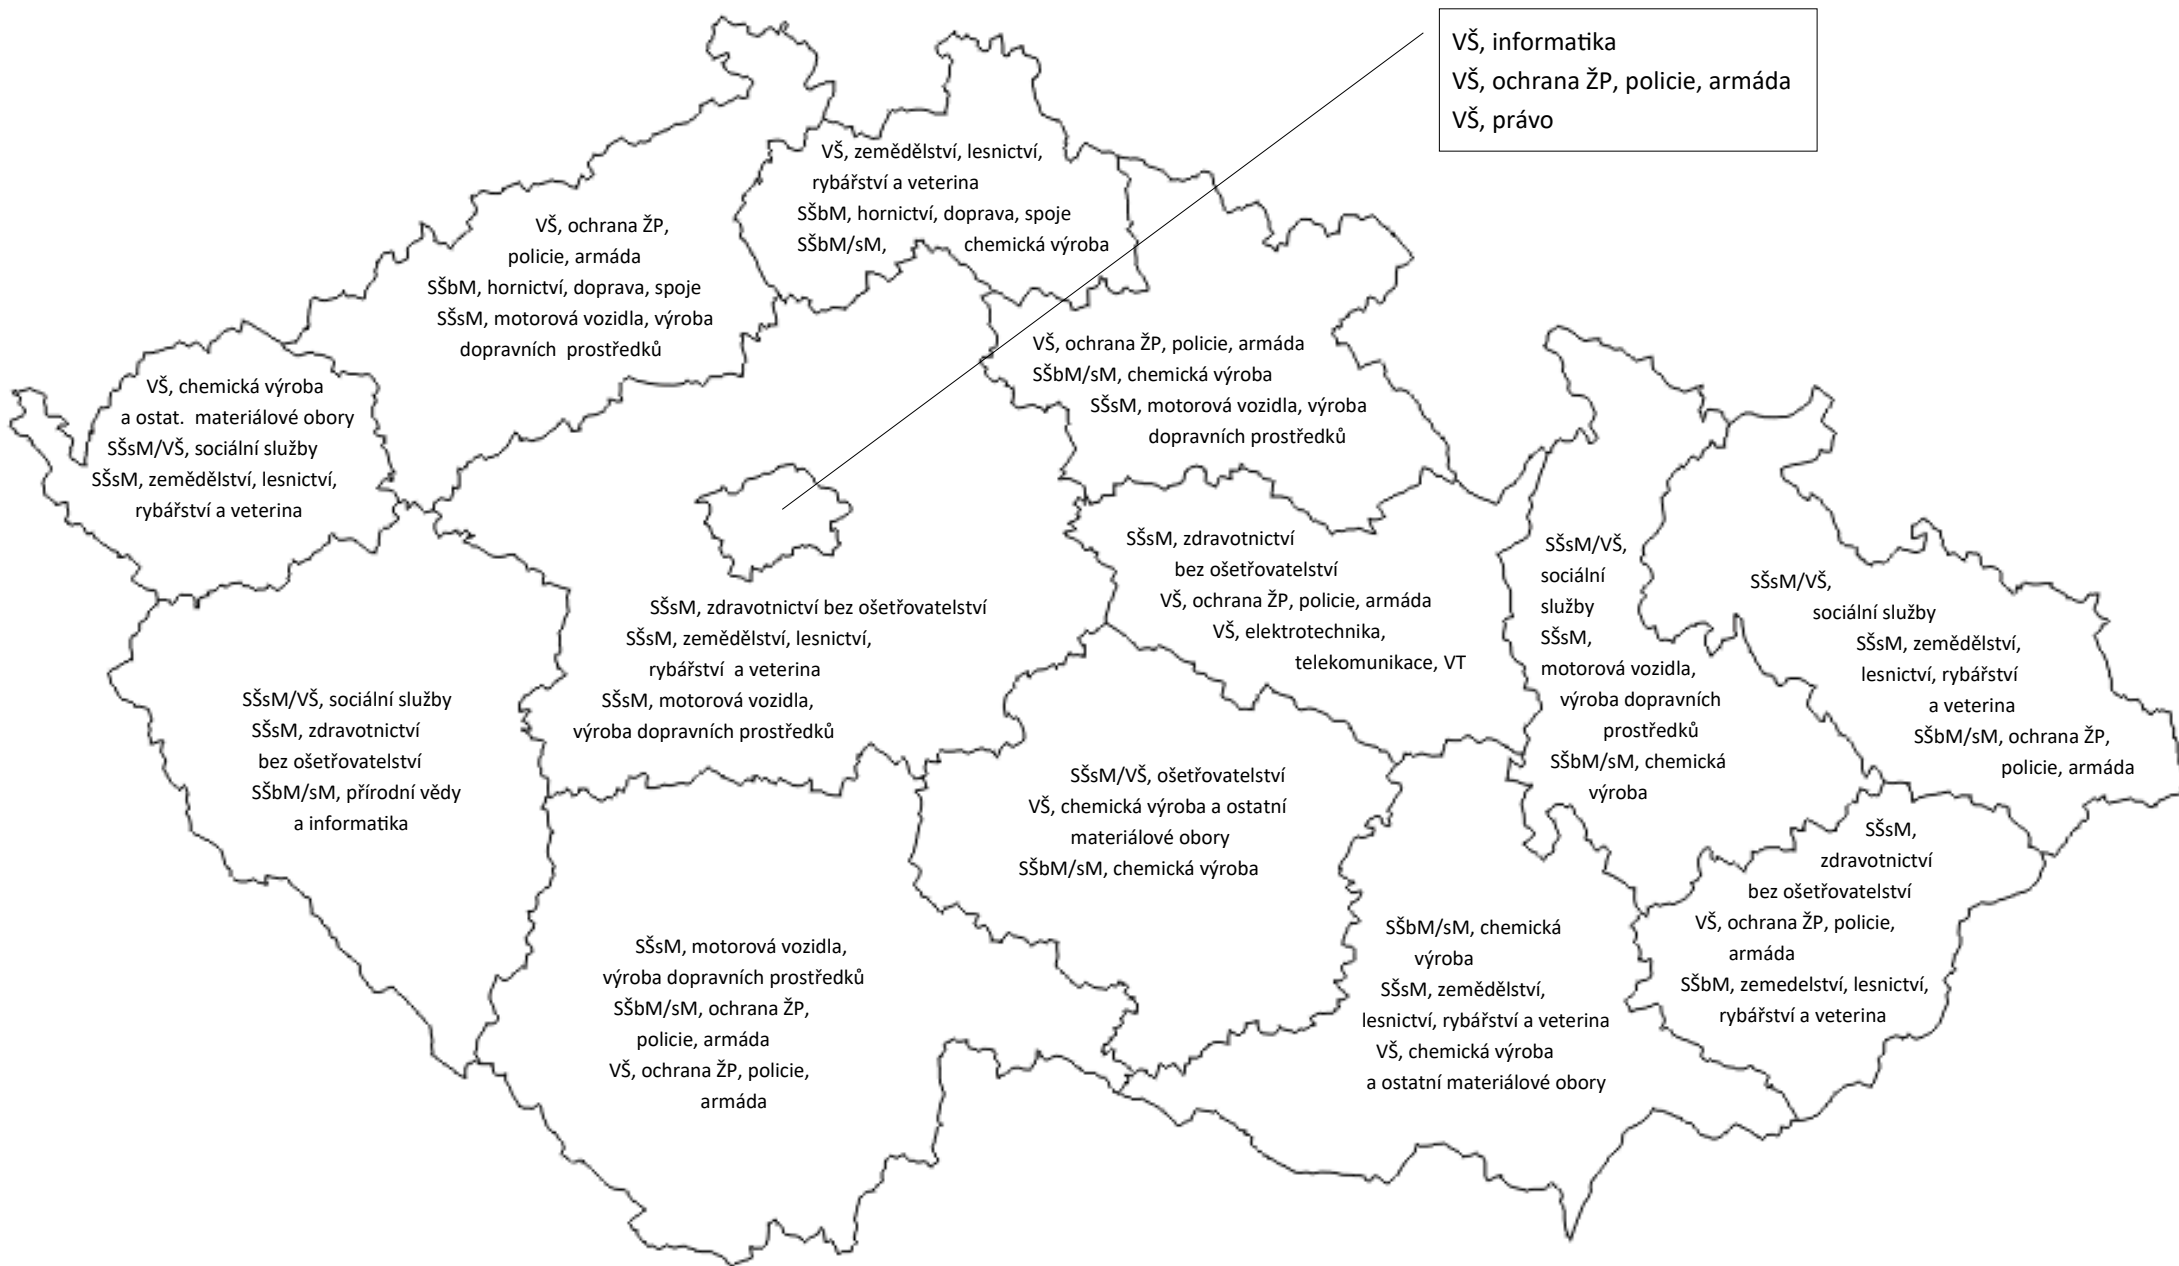 VŠ, informatika
VŠ, ochrana ŽP, policie, armáda
VŠ, právo
VŠ, zemědělství, lesnictví,
rybářství a veterina
SŠbM, hornictví, doprava, spoje
SŠbM/sM, chemická výroba
VŠ, ochrana ŽP,
policie, armáda
SŠbM, hornictví, doprava, spoje
SŠsM, motorová vozidla, výroba
dopravních prostředků
VŠ, ochrana ŽP, policie, armáda
SŠbM/sM, chemická výroba
SŠsM, motorová vozidla, výroba
dopravních prostředků
VŠ, chemická výroba
a ostat. materiálové obory
SŠsM/VŠ, sociální služby
SŠsM, zemědělství, lesnictví,
rybářství a veterina
SŠsM, zdravotnictví
bez ošetřovatelství
VŠ, ochrana ŽP, policie, armáda
VŠ, elektrotechnika,
telekomunikace, VT
SŠsM/VŠ,
sociální
služby
SŠsM,
motorová vozidla,
výroba dopravních
prostředků
SŠbM/sM, chemická
výroba
SŠsM/VŠ,
sociální služby
SŠsM, zemědělství,
lesnictví, rybářství
a veterina
SŠbM/sM, ochrana ŽP,
policie, armáda
SŠsM, zdravotnictví bez ošetřovatelství
SŠsM, zemědělství, lesnictví,
rybářství a veterina
SŠsM, motorová vozidla,
výroba dopravních prostředků
SŠsM/VŠ, sociální služby
SŠsM, zdravotnictví
bez ošetřovatelství
SŠbM/sM, přírodní vědy
a informatika
SŠsM/VŠ, ošetřovatelství
VŠ, chemická výroba a ostatní
materiálové obory
SŠbM/sM, chemická výroba
SŠsM,
zdravotnictví
bez ošetřovatelství
VŠ, ochrana ŽP, policie,
armáda
SŠbM, zemedelství, lesnictví,
rybářství a veterina
SŠsM, motorová vozidla,
výroba dopravních prostředků
SŠbM/sM, ochrana ŽP,
policie, armáda
VŠ, ochrana ŽP, policie,
armáda
SŠbM/sM, chemická
výroba
SŠsM, zemědělství,
lesnictví, rybářství a veterina
VŠ, chemická výroba
a ostatní materiálové obory